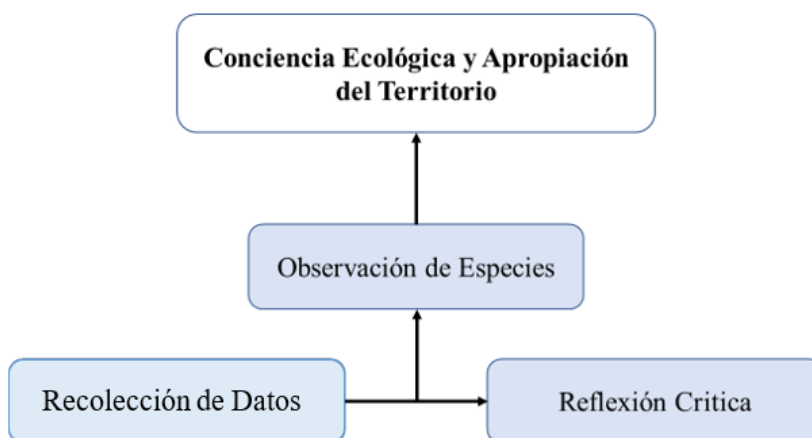 Conciencia Ecológica y Apropiación
del Territorio
Observación de Especies
Recolección de Datos
Reflexión Critica